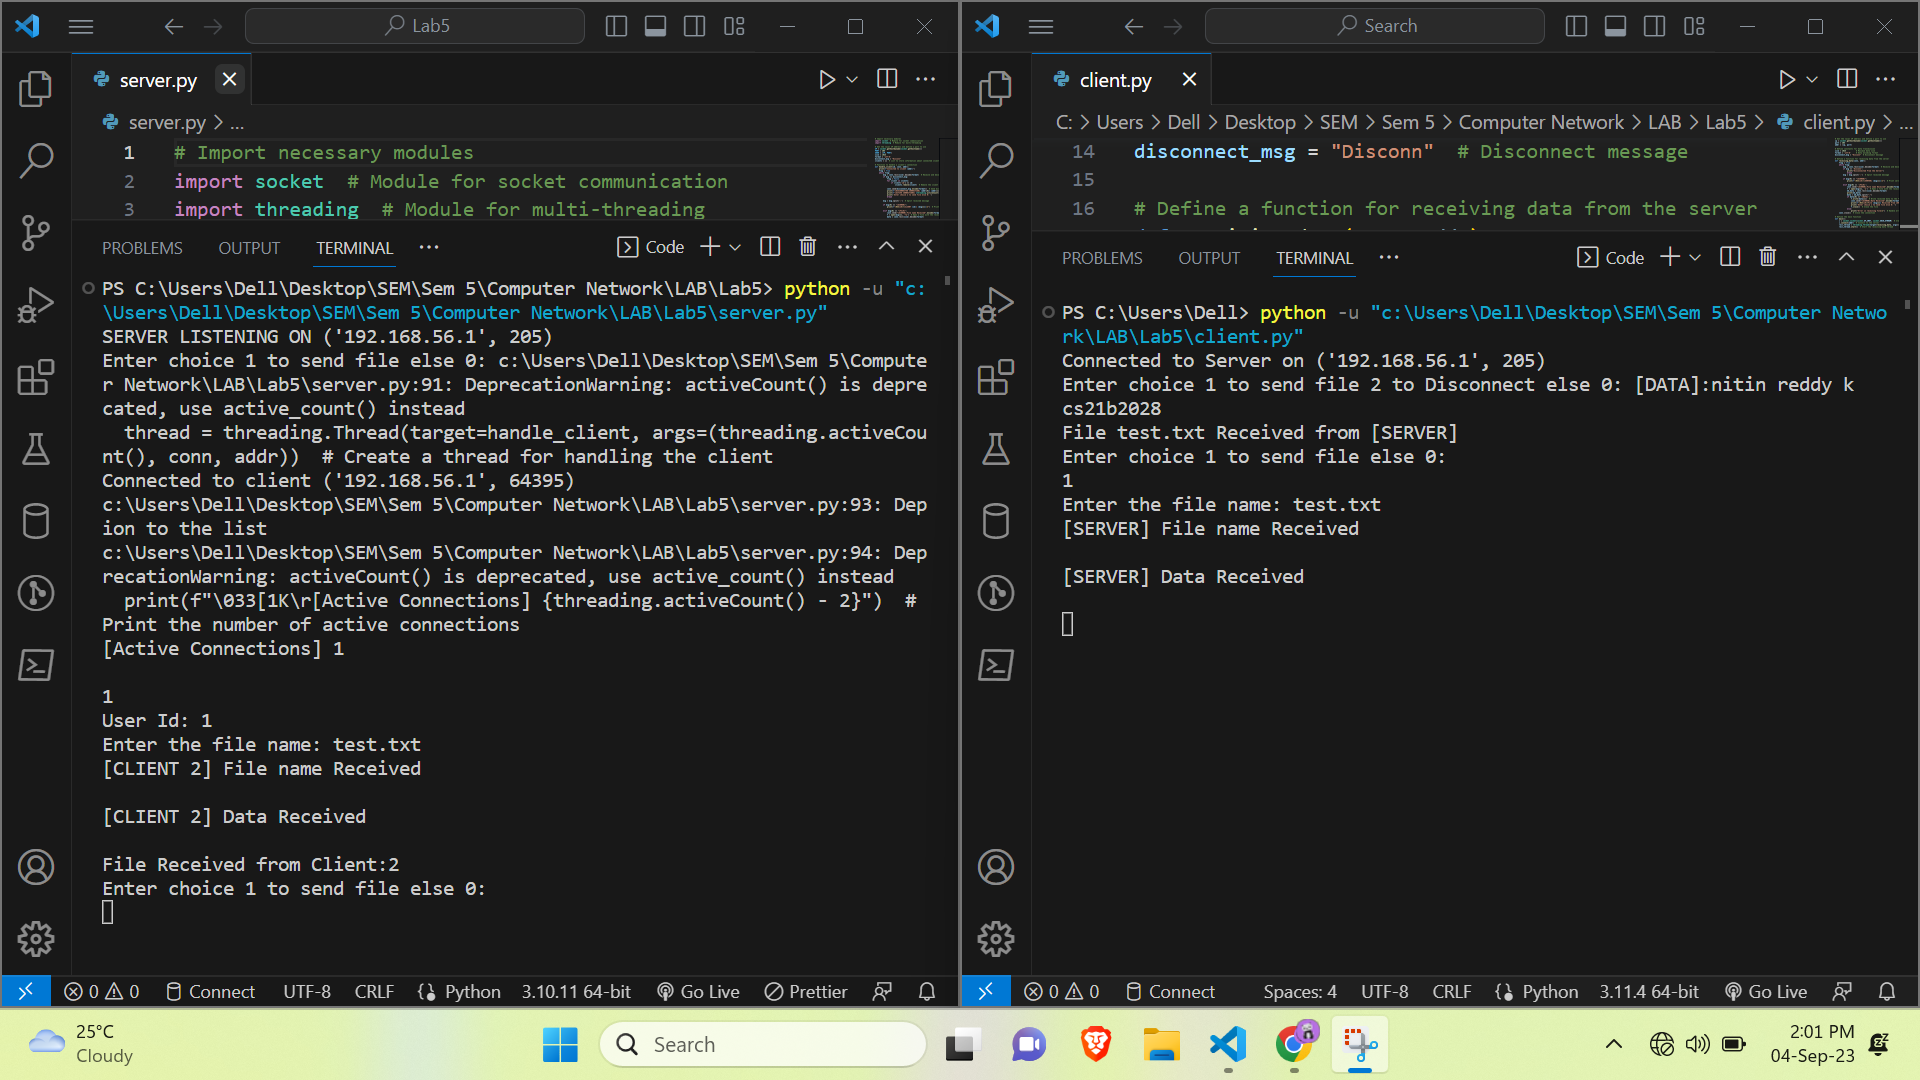 Lab5
server.py
server.py > ...
1 # Import necessary modules
2 import socket  # Module for socket communication
3 import threading  # Module for multi-threading
PROBLEMS OUTPUT TERMINAL ... Code
PS C:\Users\Dell\Desktop\SEM\Sem 5\Computer Network\LAB\Lab5> python -u "c:
\Users\Dell\Desktop\SEM\Sem 5\Computer Network\LAB\Lab5\server.py"
SERVER LISTENING ON ('192.168.56.1', 205)
Enter choice 1 to send file else 0: c:\Users\Dell\Desktop\SEM\Sem 5\Compute
r Network\LAB\Lab5\server.py:91: DeprecationWarning: activeCount() is depre
cated, use active_count() instead
  thread = threading.Thread(target=handle_client, args=(threading.activeCou
nt(), conn, addr))  # Create a thread for handling the client
Connected to client ('192.168.56.1', 64395)
c:\Users\Dell\Desktop\SEM\Sem 5\Computer Network\LAB\Lab5\server.py:93: Dep
ion to the list
c:\Users\Dell\Desktop\SEM\Sem 5\Computer Network\LAB\Lab5\server.py:94: Dep
recationWarning: activeCount() is deprecated, use active_count() instead
  print(f"\033[1K\r[Active Connections] {threading.activeCount() - 2}")  #
Print the number of active connections
[Active Connections] 1
1
User Id: 1
Enter the file name: test.txt
[CLIENT 2] File name Received
[CLIENT 2] Data Received
File Received from Client:2
Enter choice 1 to send file else 0:
0 0 Connect UTF-8 CRLF Python 3.10.11 64-bit Go Live Prettier
Search
client.py
C: > Users > Dell > Desktop > SEM > Sem 5 > Computer Network > LAB > Lab5 > client.py > ...
14 disconnect_msg = "Disconn"  # Disconnect message
15
16 # Define a function for receiving data from the server
PROBLEMS OUTPUT TERMINAL ... Code
PS C:\Users\Dell> python -u "c:\Users\Dell\Desktop\SEM\Sem 5\Computer Netwo
rk\LAB\Lab5\client.py"
Connected to Server on ('192.168.56.1', 205)
Enter choice 1 to send file 2 to Disconnect else 0: [DATA]:nitin reddy k
cs21b2028
File test.txt Received from [SERVER]
Enter choice 1 to send file else 0:
1
Enter the file name: test.txt
[SERVER] File name Received
[SERVER] Data Received
0 0 Connect Spaces: 4 UTF-8 CRLF Python 3.11.4 64-bit Go Live
25°C
Cloudy
Search
2:01 PM
04-Sep-23